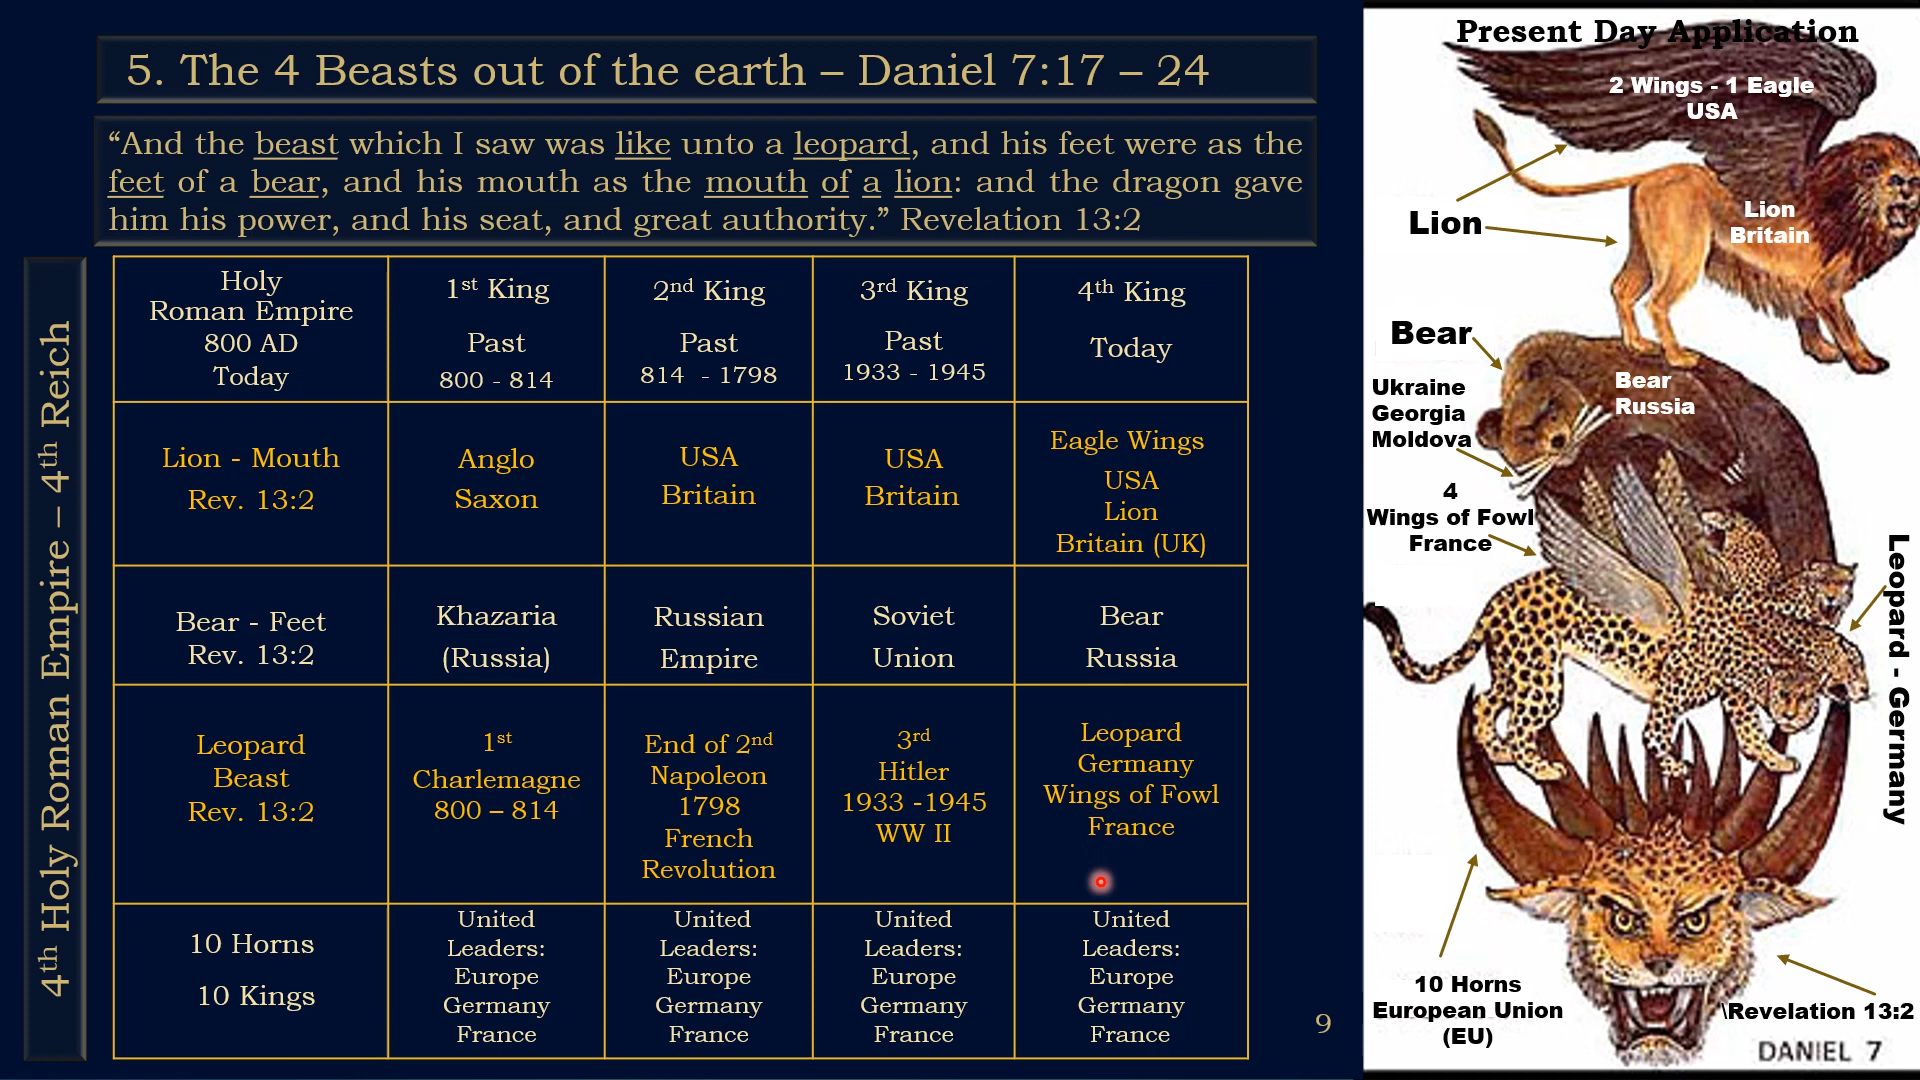 5. The 4 Beasts out of the earth – Daniel 7:17 – 24
“And the beast which I saw was like unto a leopard, and his feet were as the
feet of a bear, and his mouth as the mouth of a lion: and the dragon gave
him his power, and his seat, and great authority.” Revelation 13:2
4th Holy Roman Empire – 4th Reich
Holy
Roman Empire
800 AD
Today
1st King
Past
800 - 814
2nd King
Past
814 - 1798
3rd King
Past
1933 - 1945
4th King
Today
Lion - Mouth
Rev. 13:2
Anglo
Saxon
USA
Britain
USA
Britain
Eagle Wings
USA
Lion
Britain (UK)
Bear - Feet
Rev. 13:2
Khazaria
(Russia)
Russian
Empire
Soviet
Union
Bear
Russia
Leopard
Beast
Rev. 13:2
1st
Charlemagne
800 – 814
End of 2nd
Napoleon
1798
French
Revolution
3rd
Hitler
1933 -1945
WW II
Leopard
Germany
Wings of Fowl
France
10 Horns
10 Kings
United
Leaders:
Europe
Germany
France
United
Leaders:
Europe
Germany
France
United
Leaders:
Europe
Germany
France
United
Leaders:
Europe
Germany
France
9
Present Day Application
2 Wings - 1 Eagle
USA
Lion
Lion
Britain
Bear
Bear
Russia
Ukraine
Georgia
Moldova
4
Wings of Fowl
France
Leopard - Germany
10 Horns
European Union
(EU)
\Revelation 13:2
DANIEL 7